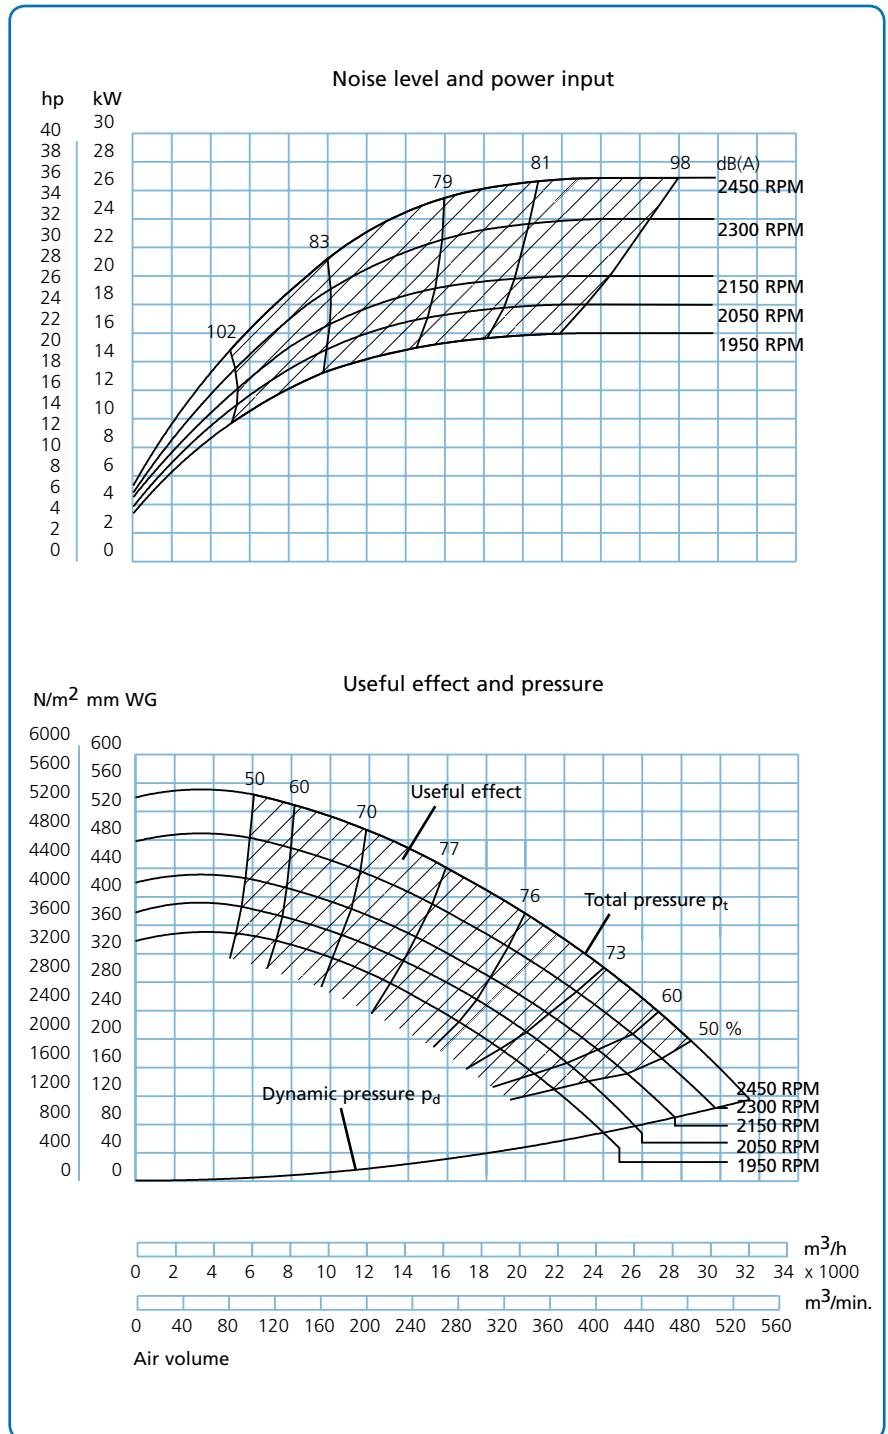 Noise level and power input
hp kW
40 30
38 28
36 26
34 24
32 22
30 20
28 18
26 16
24 14
22 12
20 10
18 8
16 6
14 4
12 2
10 0
8
6
4
2
0
102
83
79
81
98 dB(A)
2450 RPM
2300 RPM
2150 RPM
2050 RPM
1950 RPM
Useful effect and pressure
N/m² mm WG
6000 600
5600 560
5200 520
4800 480
4400 440
4000 400
3600 360
3200 320
2800 280
2400 240
2000 200
1600 160
1200 120
800 80
400 40
0 0
50
60
70
Useful effect
77
76
Total pressure pt
73
60
50 %
Dynamic pressure pd
2450 RPM
2300 RPM
2150 RPM
2050 RPM
1950 RPM
m³/h
0 2 4 6 8 10 12 14 16 18 20 22 24 26 28 30 32 34 x 1000
m³/min.
0 40 80 120 160 200 240 280 320 360 400 440 480 520 560
Air volume